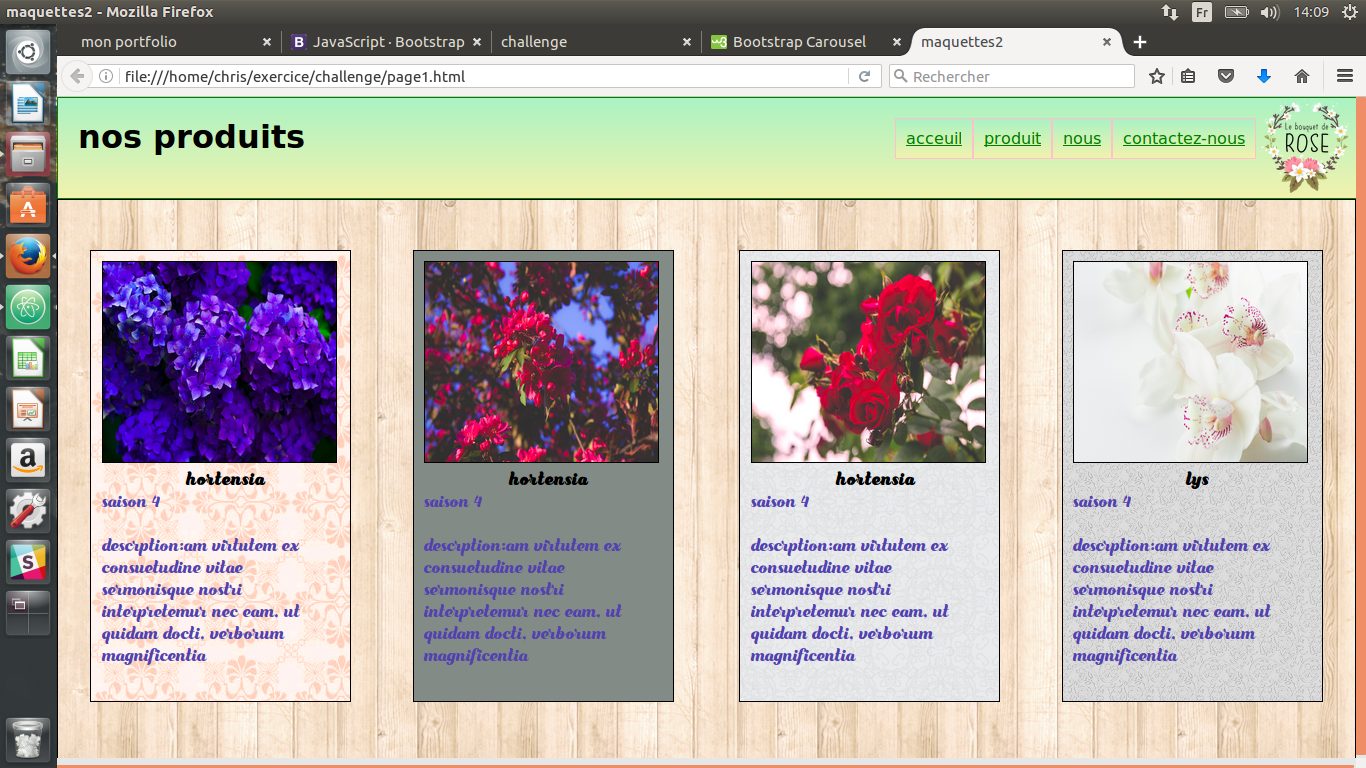 maquettes2 - Mozilla Firefox
Fr
14:09
mon portfolio
JavaScript · Bootstrap
challenge
Bootstrap Carousel
maquettes2
file:///home/chris/exercice/challenge/page1.html
Rechercher
nos produits
acceuil
produit
nous
contactez-nous
Le bouquet de
ROSE
hortensia
saison 4
descrption:am virtutem ex
consuetudine vitae
sermonisque nostri
interpretemur nec eam, ut
quidam docti, verborum
magnificentia
hortensia
saison 4
descrption:am virtutem ex
consuetudine vitae
sermonisque nostri
interpretemur nec eam, ut
quidam docti, verborum
magnificentia
hortensia
saison 4
descrption:am virtutem ex
consuetudine vitae
sermonisque nostri
interpretemur nec eam, ut
quidam docti, verborum
magnificentia
lys
saison 4
descrption:am virtutem ex
consuetudine vitae
sermonisque nostri
interpretemur nec eam, ut
quidam docti, verborum
magnificentia